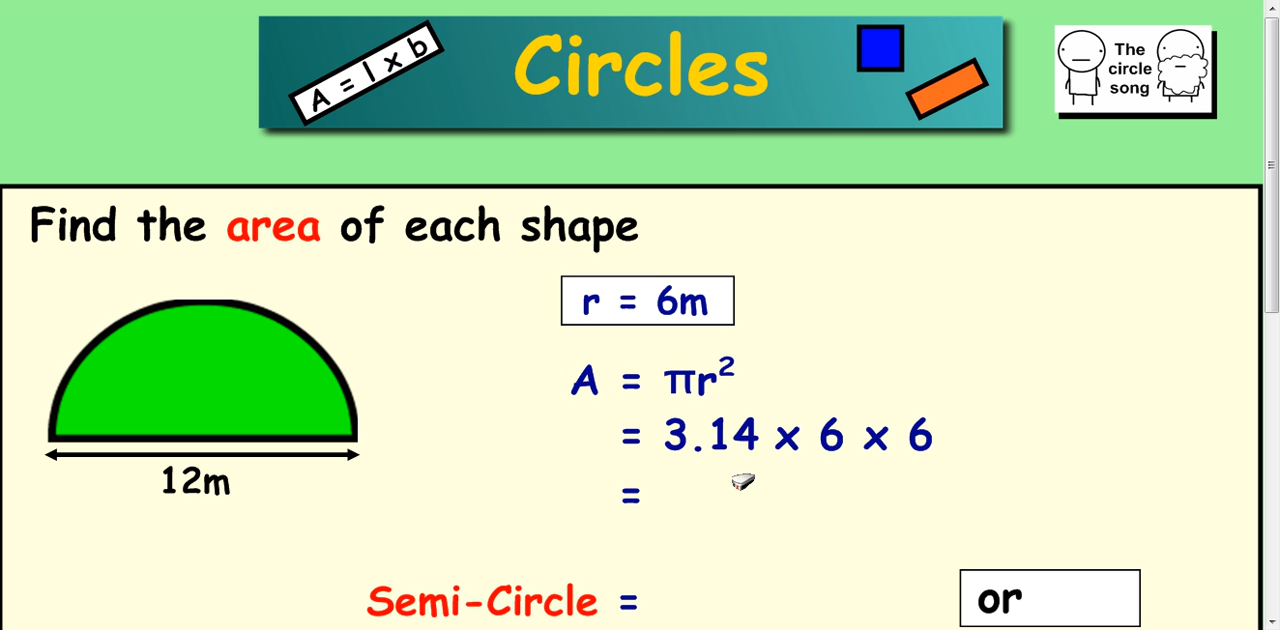 A = l x b
Circles
The
circle
song
Find the area of each shape
r = 6m
A = πr²
= 3.14 x 6 x 6
=
12m
Semi-Circle =
or